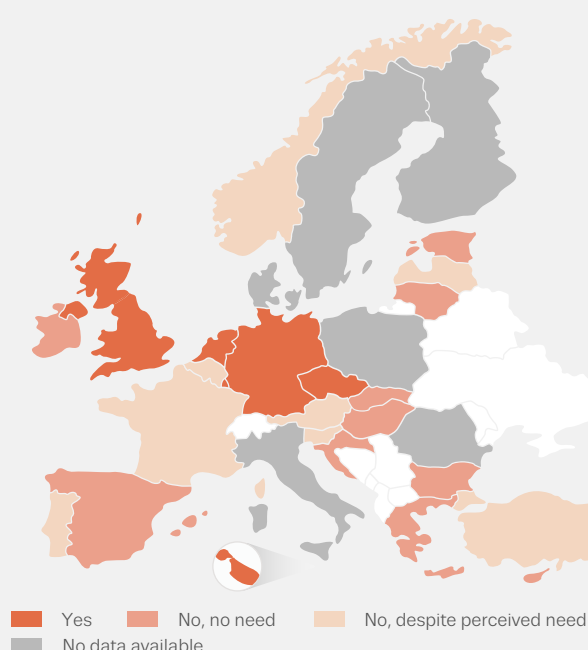 Yes No, no need No, despite perceived need
No data available